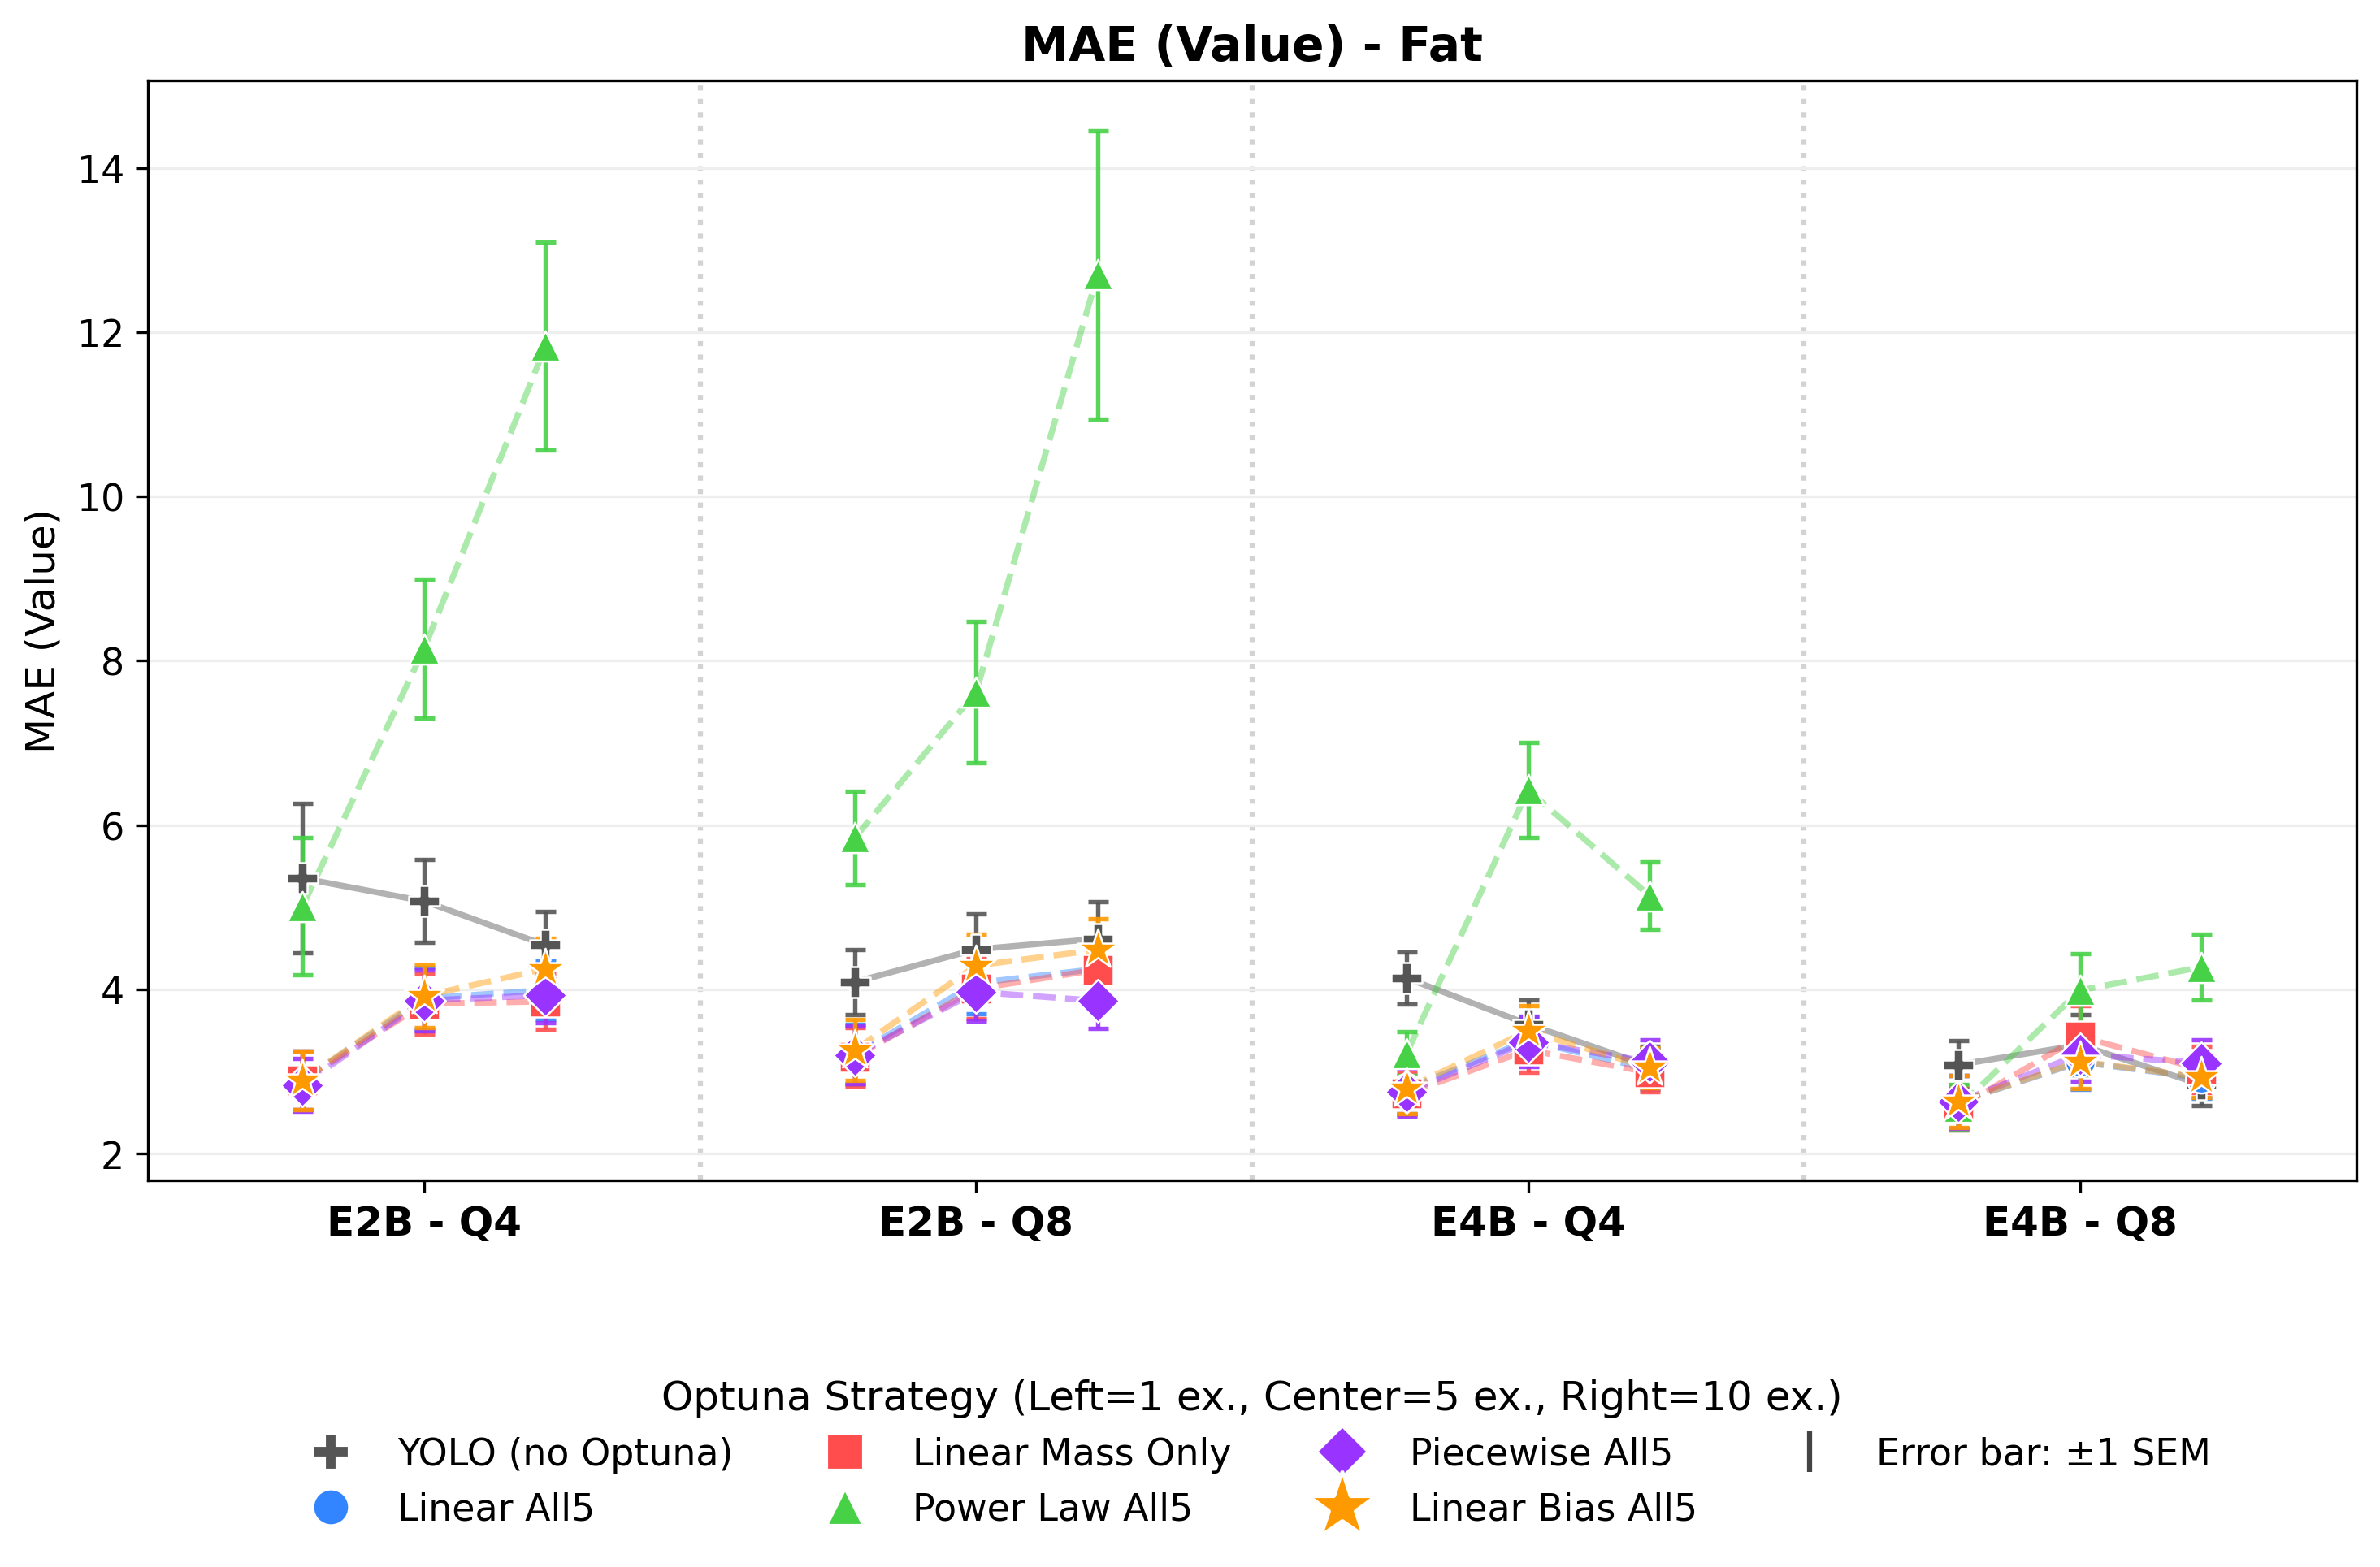 MAE (Value) - Fat
MAE (Value)
14
12
10
8
6
4
2
E2B - Q4
E2B - Q8
E4B - Q4
E4B - Q8
Optuna Strategy (Left=1 ex., Center=5 ex., Right=10 ex.)
YOLO (no Optuna)
Linear All5
Linear Mass Only
Power Law All5
Piecewise All5
Linear Bias All5
Error bar: ±1 SEM